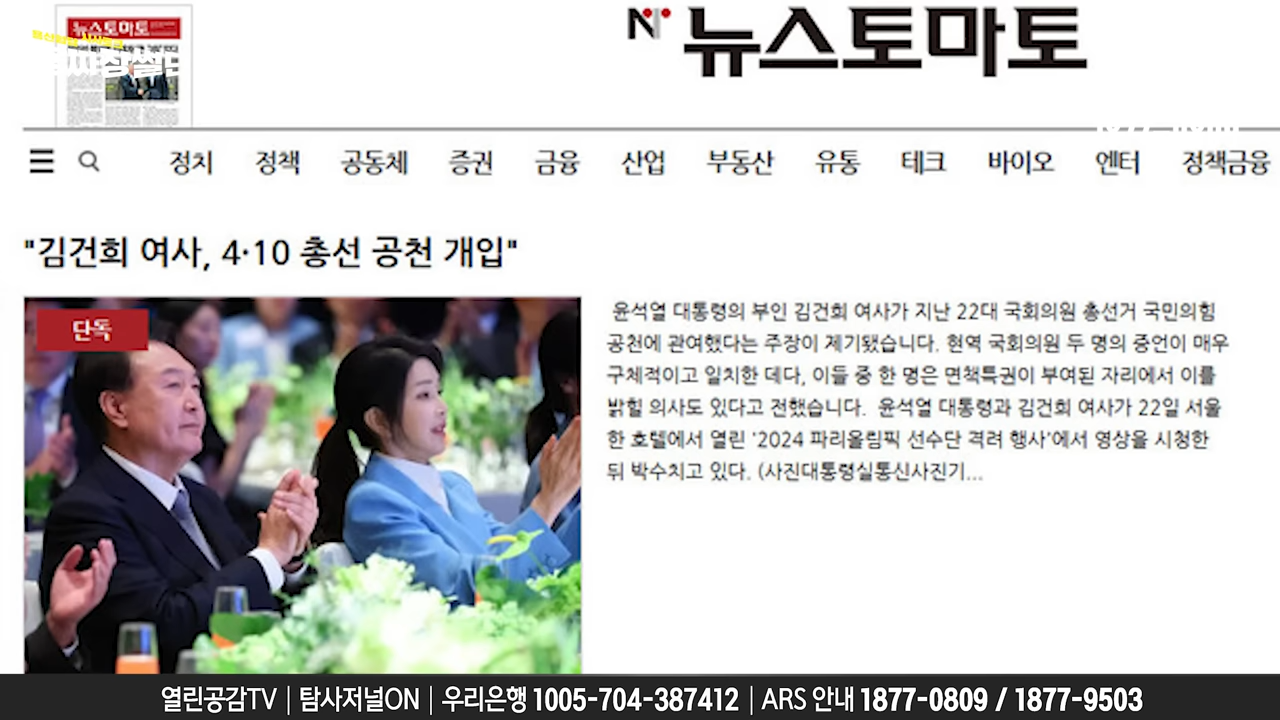 뉴스토마토
뉴스토마토
정치 정책 공동체 증권 금융 산업 부동산 유통 테크 바이오 엔터 정책금융
"김건희 여사, 4·10 총선 공천 개입"
단독
윤석열 대통령의 부인 김건희 여사가 지난 22대 국회의원 총선거 국민의힘
공천에 관여했다는 주장이 제기됐습니다. 현역 국회의원 두 명의 증언이 매우
구체적이고 일치한 데다, 이들 중 한 명은 면책특권이 부여된 자리에서 이를
밝힐 의사도 있다고 전했습니다. 윤석열 대통령과 김건희 여사가 22일 서울
한 호텔에서 열린 '2024 파리올림픽 선수단 격려 행사'에서 영상을 시청한
뒤 박수치고 있다. (사진대통령실통신사진기...
열린공감TV | 탐사저널ON | 우리은행 1005-704-387412 | ARS 안내 1877-0809 / 1877-9503